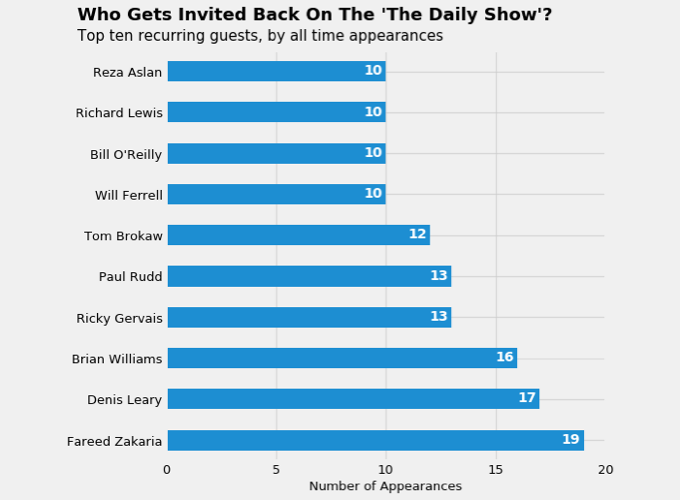 Who Gets Invited Back On The 'The Daily Show'?
Top ten recurring guests, by all time appearances
Reza Aslan 10
Richard Lewis 10
Bill O'Reilly 10
Will Ferrell 10
Tom Brokaw 12
Paul Rudd 13
Ricky Gervais 13
Brian Williams 16
Denis Leary 17
Fareed Zakaria 19
0 5 10 15 20
Number of Appearances